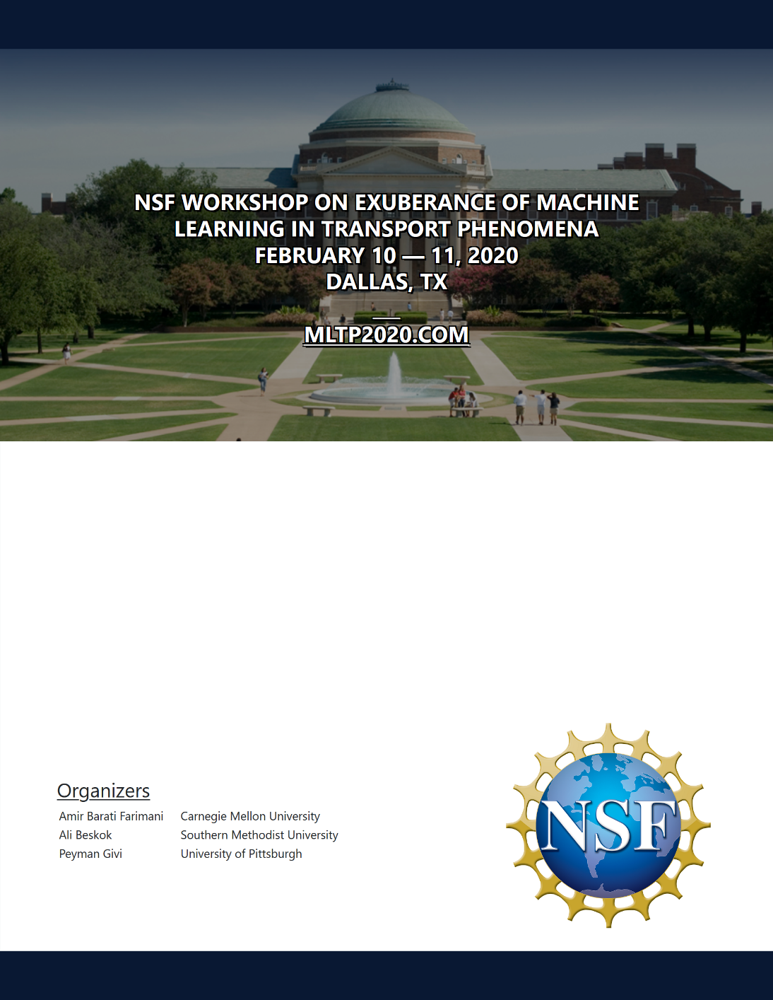 NSF WORKSHOP ON EXUBERANCE OF MACHINE
LEARNING IN TRANSPORT PHENOMENA
FEBRUARY 10 — 11, 2020
DALLAS, TX
—
MLTP2020.COM
Organizers
Amir Barati Farimani Carnegie Mellon University
Ali Beskok Southern Methodist University
Peyman Givi University of Pittsburgh
NSF